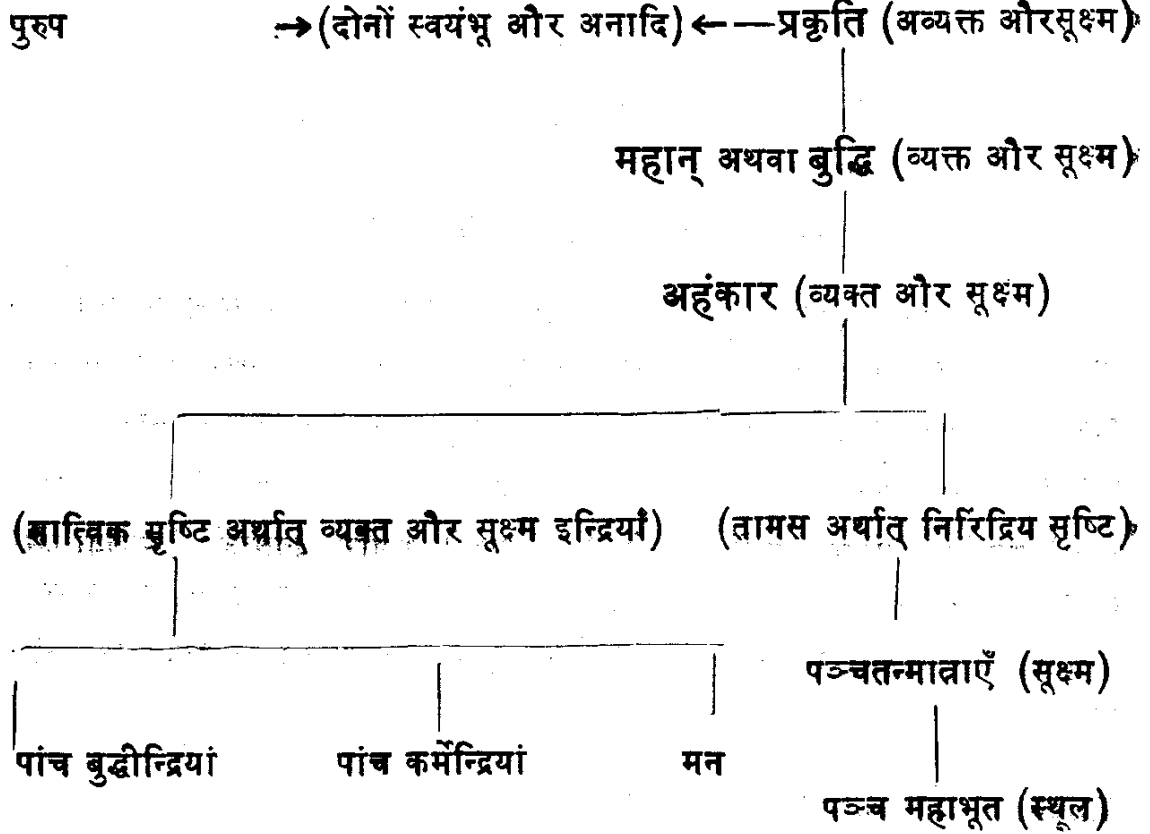 पुरुष →(दोनों स्वयंभू और अनादि)←—प्रकृति (अव्यक्त और सूक्ष्म)
महान् अथवा बुद्धि (व्यक्त और सूक्ष्म)
अहंकार (व्यक्त और सूक्ष्म)
(सात्विक सृष्टि अर्थात् व्यक्त और सूक्ष्म इन्द्रियाँ) (तामस अर्थात् निरिंद्रिय सृष्टि)
पञ्चतन्मात्राएँ (सूक्ष्म)
पांच बुद्धीन्द्रियां पांच कर्मेन्द्रियां मन
पञ्च महाभूत (स्थूल)